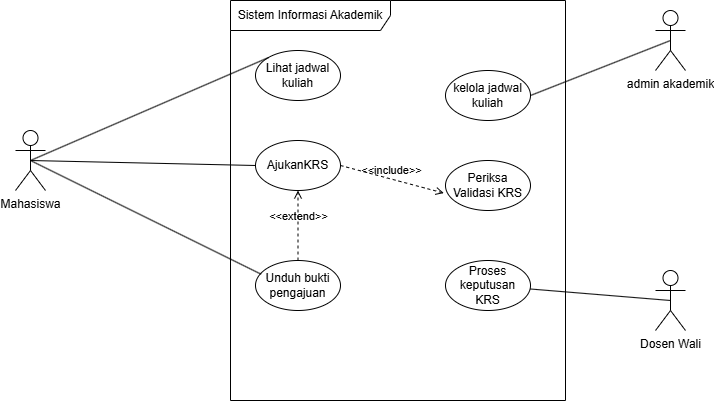 Sistem Informasi Akademik
Lihat jadwal
kuliah
kelola jadwal
kuliah
admin akademik
AjukanKRS
<<include>>
Periksa
Validasi KRS
Mahasiswa
<<extend>>
Unduh bukti
pengajuan
Proses
keputusan
KRS
Dosen Wali